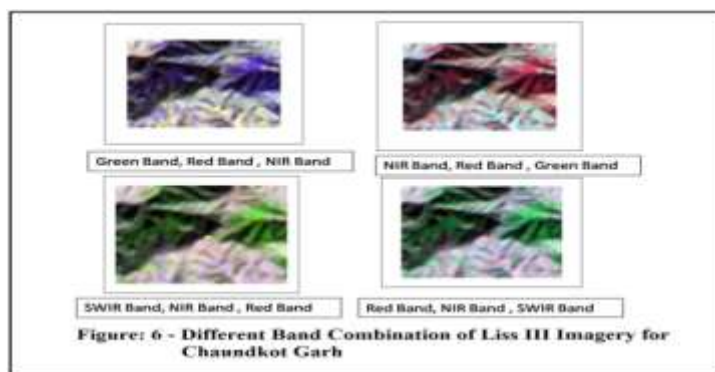 Green Band, Red Band , NIR Band
NIR Band, Red Band , Green Band
SWIR Band, NIR Band , Red Band
Red Band, NIR Band , SWIR Band
Figure: 6 - Different Band Combination of Liss III Imagery for
Chaundkot Garh